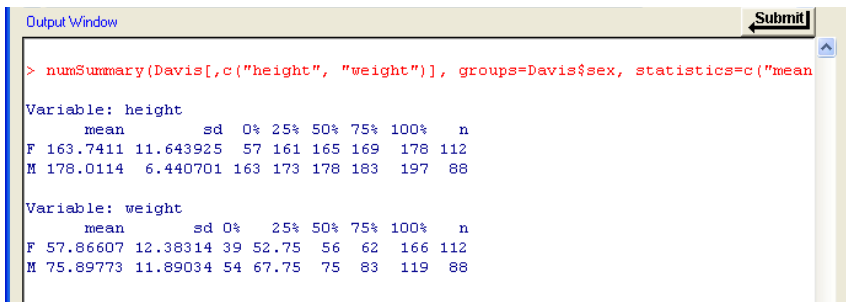 Output Window
Submit
> numSummary(Davis[,c("height", "weight")], groups=Davis$sex, statistics=c("mean
Variable: height
      mean        sd  0% 25% 50% 75% 100%   n
F 163.7411 11.643925  57 161 165 169  178 112
M 178.0114  6.440701 163 173 178 183  197  88
Variable: weight
      mean       sd 0%   25% 50% 75% 100%   n
F 57.86607 12.38314 39 52.75  56  62  166 112
M 75.89773 11.89034 54 67.75  75  83  119  88